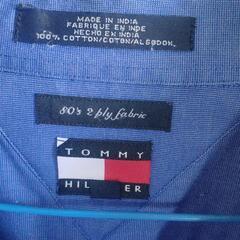 MADE IN INDIA
FABRIQUE EN INDE
HECHO EN INDIA
100% COTTON/COTON/ALGODON.
80's 2 ply fabric
TOMMY
HIL ER